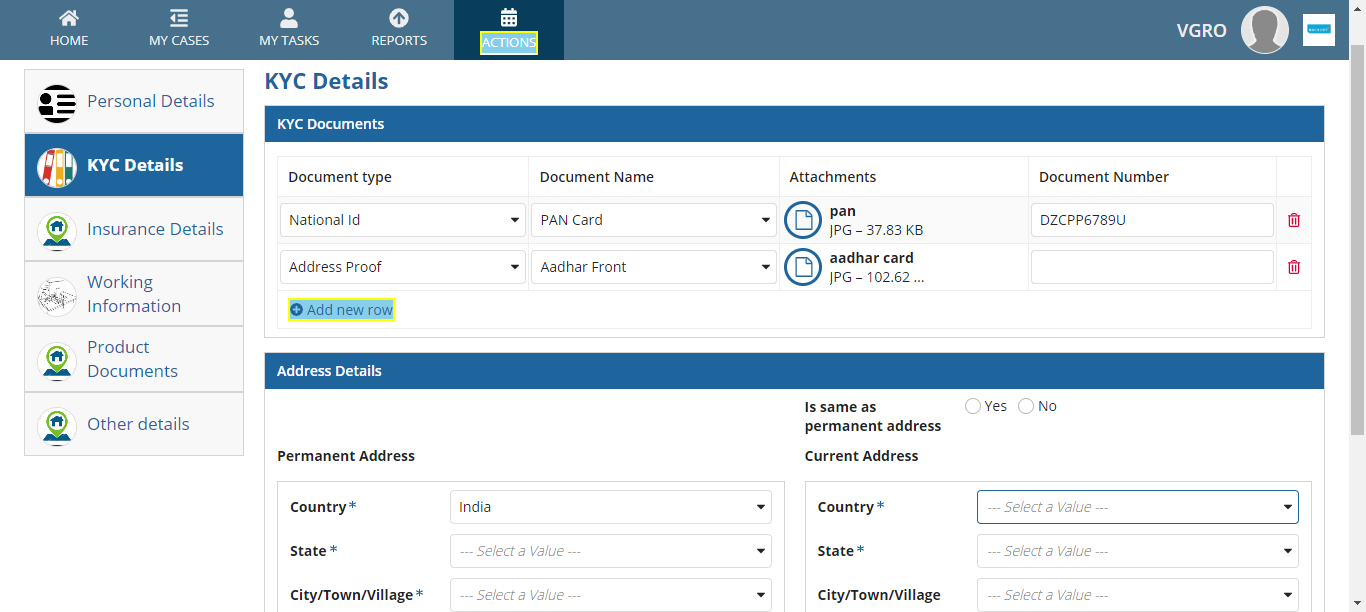 HOME
MY CASES
MY TASKS
REPORTS
ACTIONS
VGRO
Personal Details
KYC Details
Insurance Details
Working
Information
Product
Documents
Other details
KYC Details
KYC Documents
Document type
Document Name
Attachments
Document Number
National Id
PAN Card
pan
JPG – 37.83 KB
DZCPP6789U
Address Proof
Aadhar Front
aadhar card
JPG – 102.62 ...
Add new row
Address Details
Is same as
permanent address
Yes
No
Permanent Address
Current Address
Country *
India
Country *
--- Select a Value ---
State *
--- Select a Value ---
State *
--- Select a Value ---
City/Town/Village *
--- Select a Value ---
City/Town/Village
--- Select a Value ---